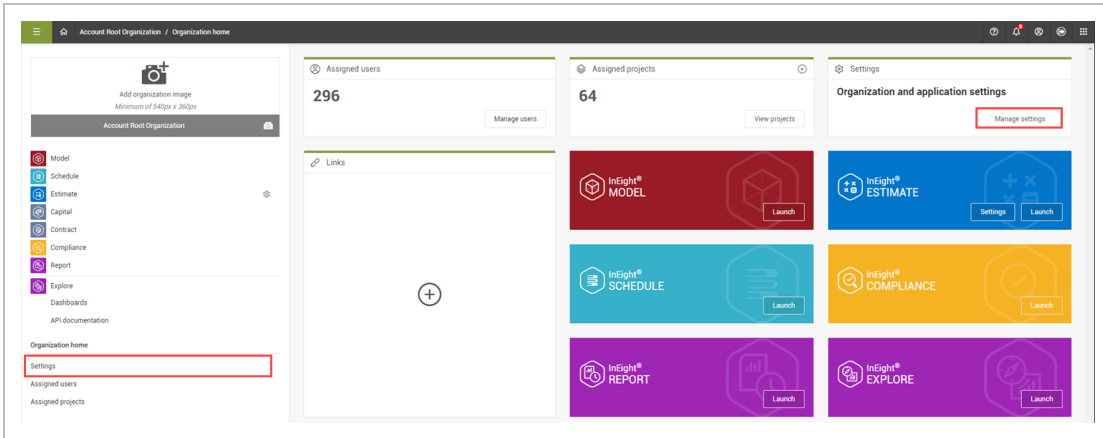 Account Root Organization / Organization home
Add organization image
Minimum of 540px x 360px
Account Root Organization
Model
Schedule
Estimate
Capital
Contract
Compliance
Report
Explore
Dashboards
API documentation
Organization home
Settings
Assigned users
Assigned projects
Assigned users
296
Manage users
Assigned projects
64
View projects
Settings
Organization and application settings
Manage settings
Links
InEight®
MODEL
Launch
InEight®
ESTIMATE
Settings Launch
InEight®
SCHEDULE
Launch
InEight®
COMPLIANCE
Launch
InEight®
REPORT
Launch
InEight®
EXPLORE
Launch